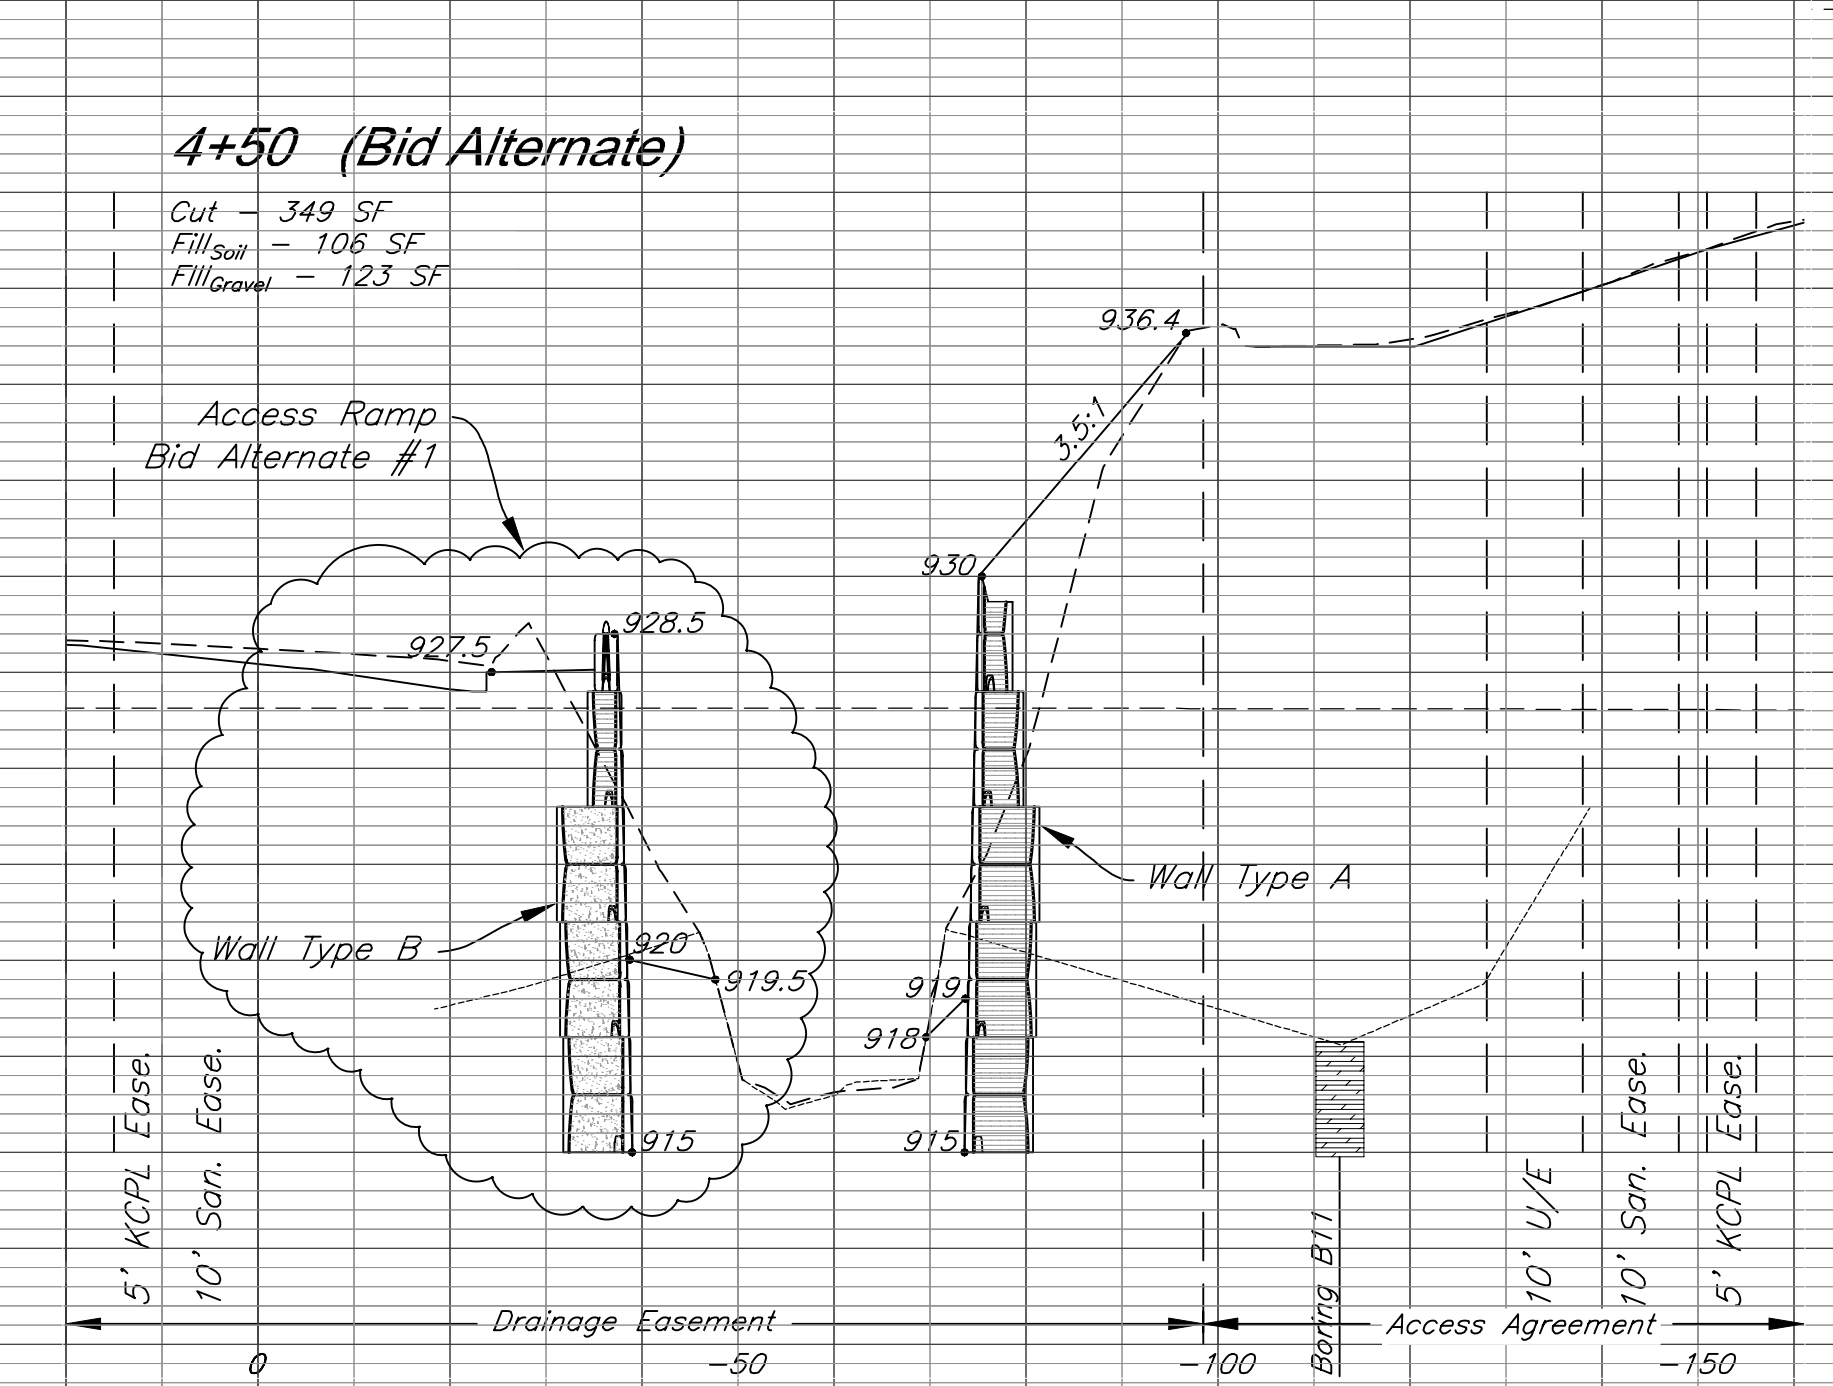 4+50 (Bid Alternate)
Cut - 349 SF
FillSoil - 106 SF
FIllGravel - 123 SF
936.4
3.5:1
Access Ramp
Bid Alternate #1
930
928.5
927.5
Wall Type A
Wall Type B
920
919.5
919
918
915
915
5' KCPL Ease.
10' San. Ease.
Boring B11
10' U/E
10' San. Ease.
5' KCPL Ease.
Drainage Easement
Access Agreement
0
-50
-100
-150